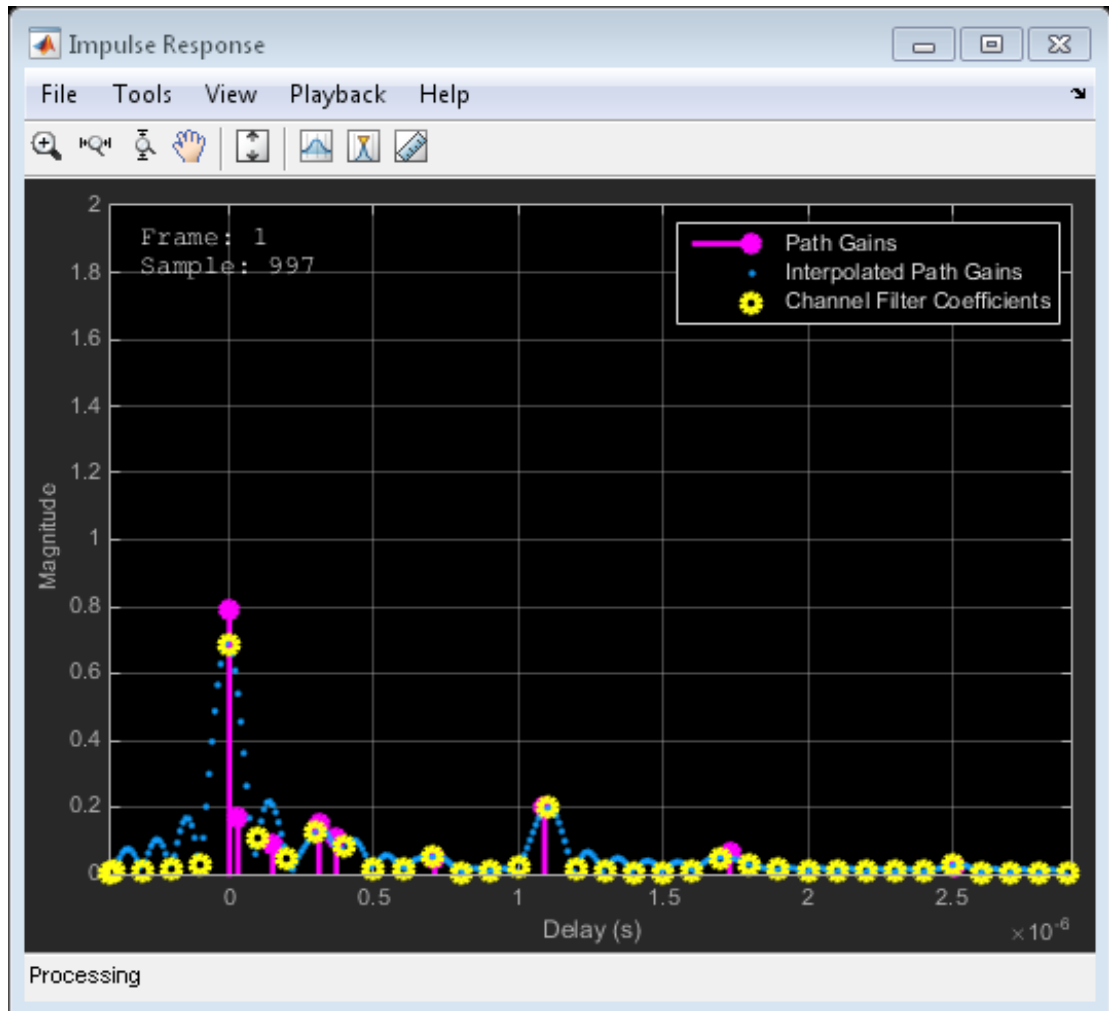 Impulse Response
File Tools View Playback Help
Frame: 1
Sample: 997
Path Gains
Interpolated Path Gains
Channel Filter Coefficients
2
1.8
1.6
1.4
1.2
1
0.8
0.6
0.4
0.2
0
Magnitude
0 0.5 1 1.5 2 2.5
Delay (s)
×10-6
Processing